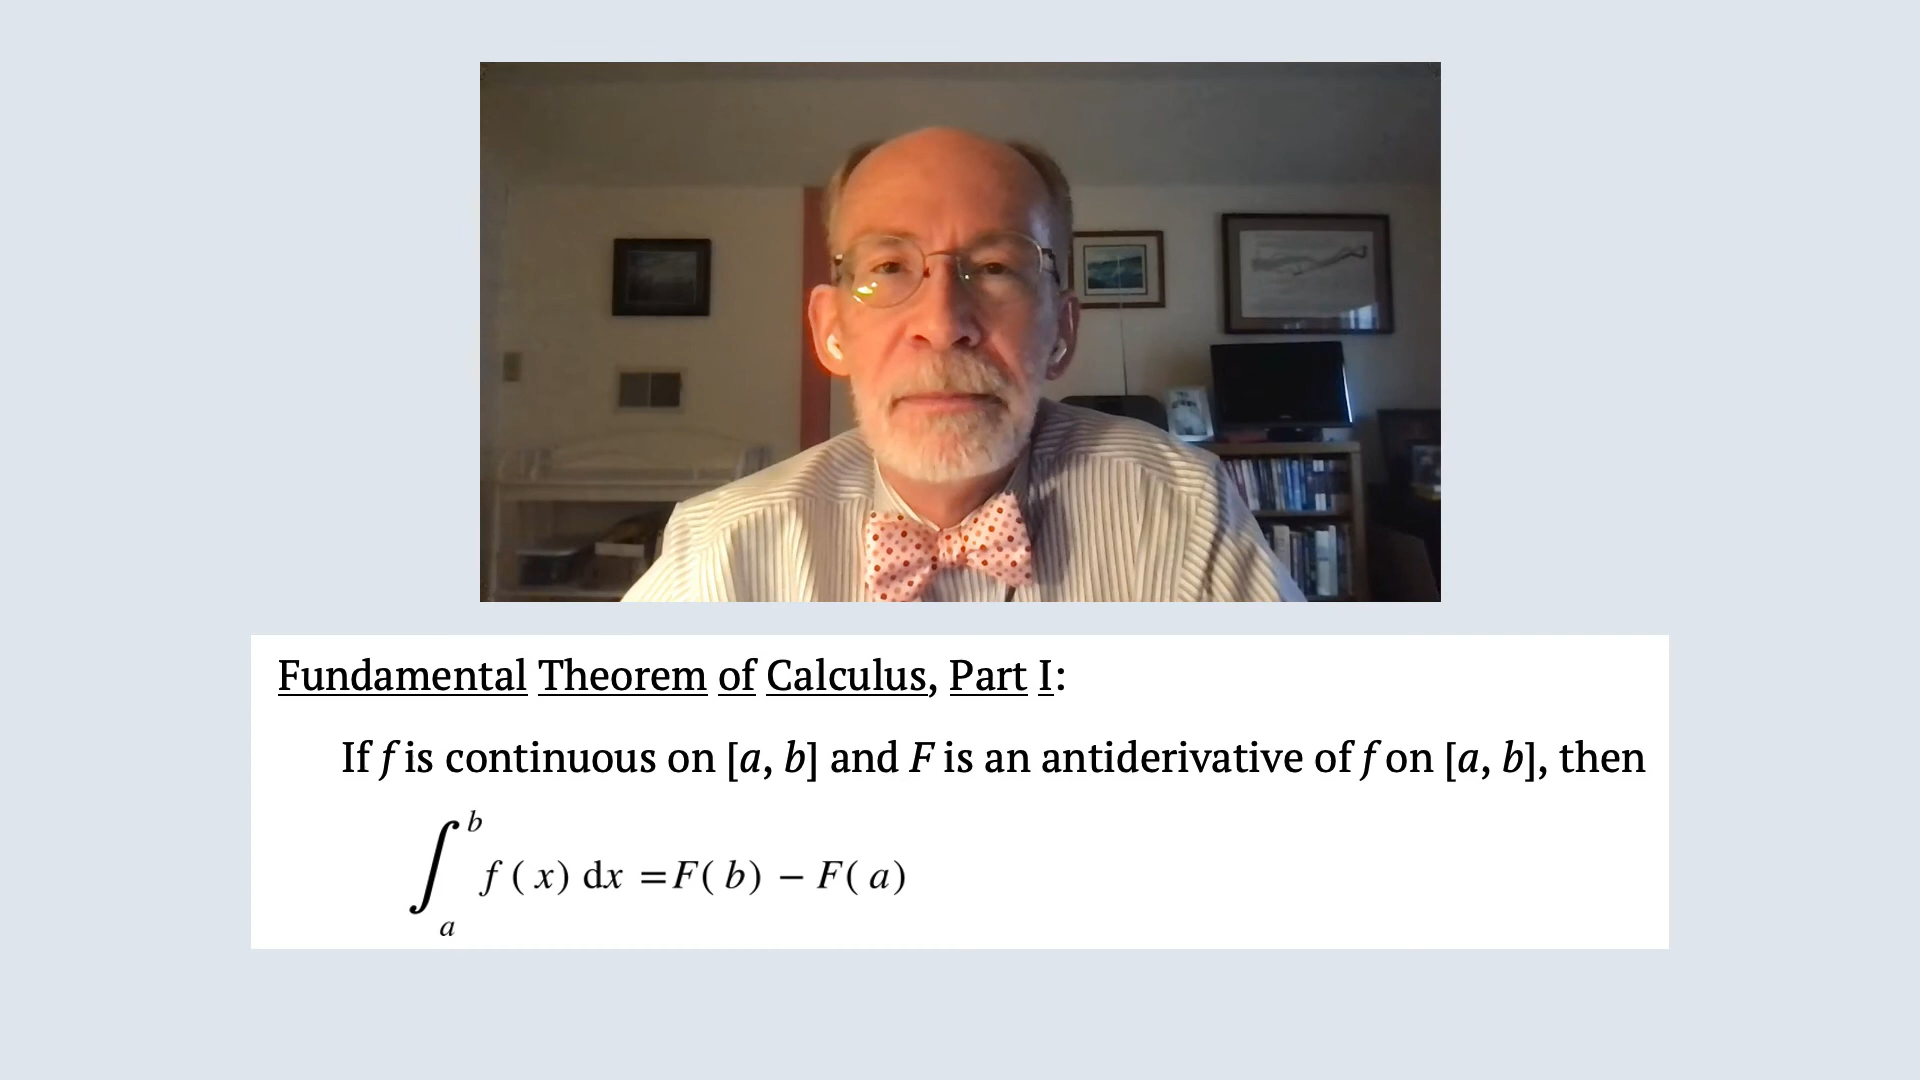 Fundamental Theorem of Calculus, Part I:
If f is continuous on [a, b] and F is an antiderivative of f on [a, b], then
∫_a^b f(x) dx = F(b) − F(a)